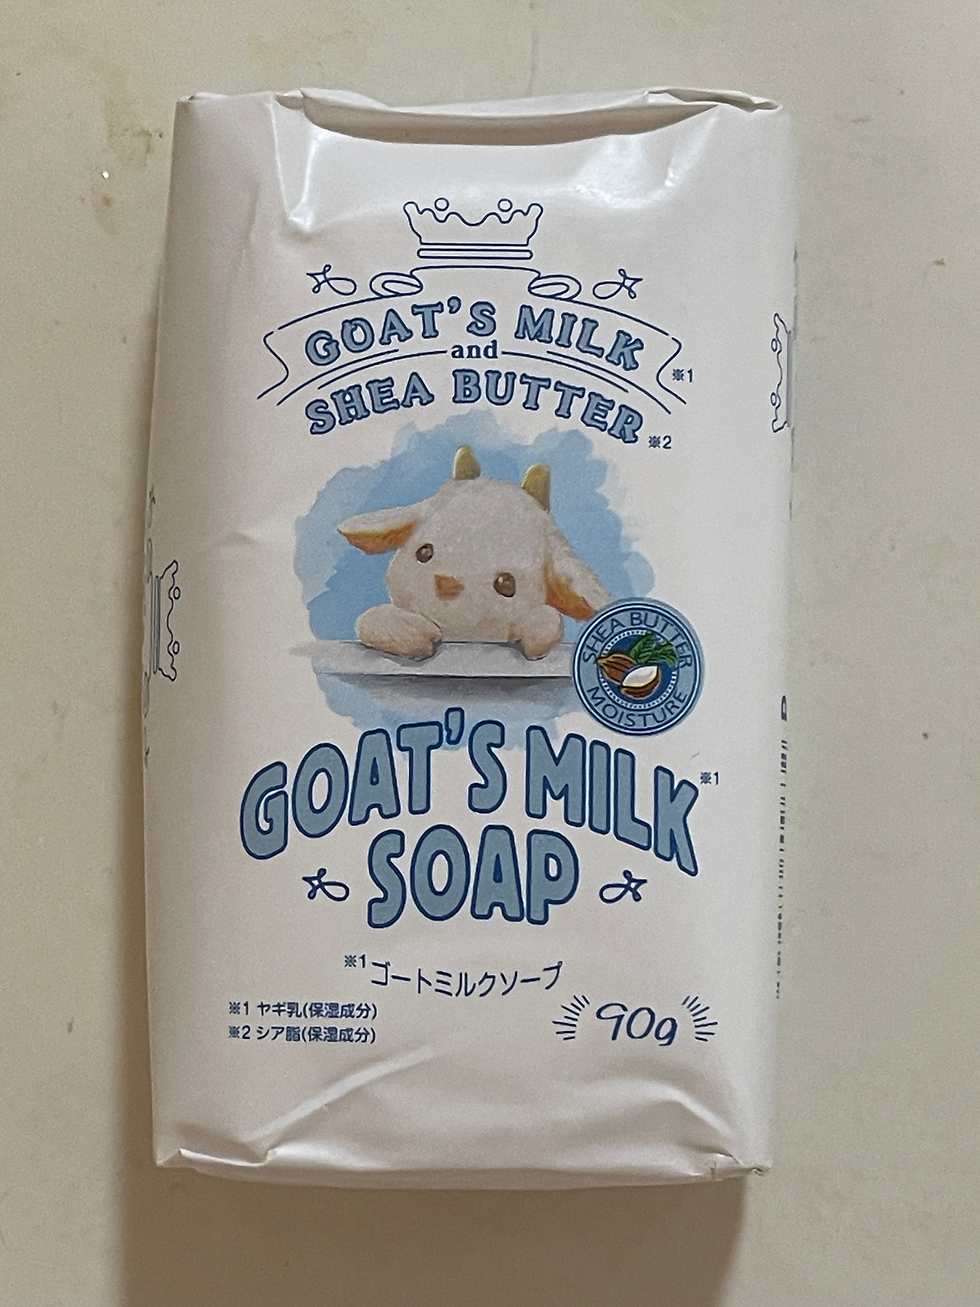 GOAT'S MILK
and
※1
SHEA BUTTER
※2
SHEA BUTTER
MOISTURE
GOAT'S MILK※1
SOAP
※1ゴートミルクソープ
※1 ヤギ乳(保湿成分)
※2 シア脂(保湿成分)
90g